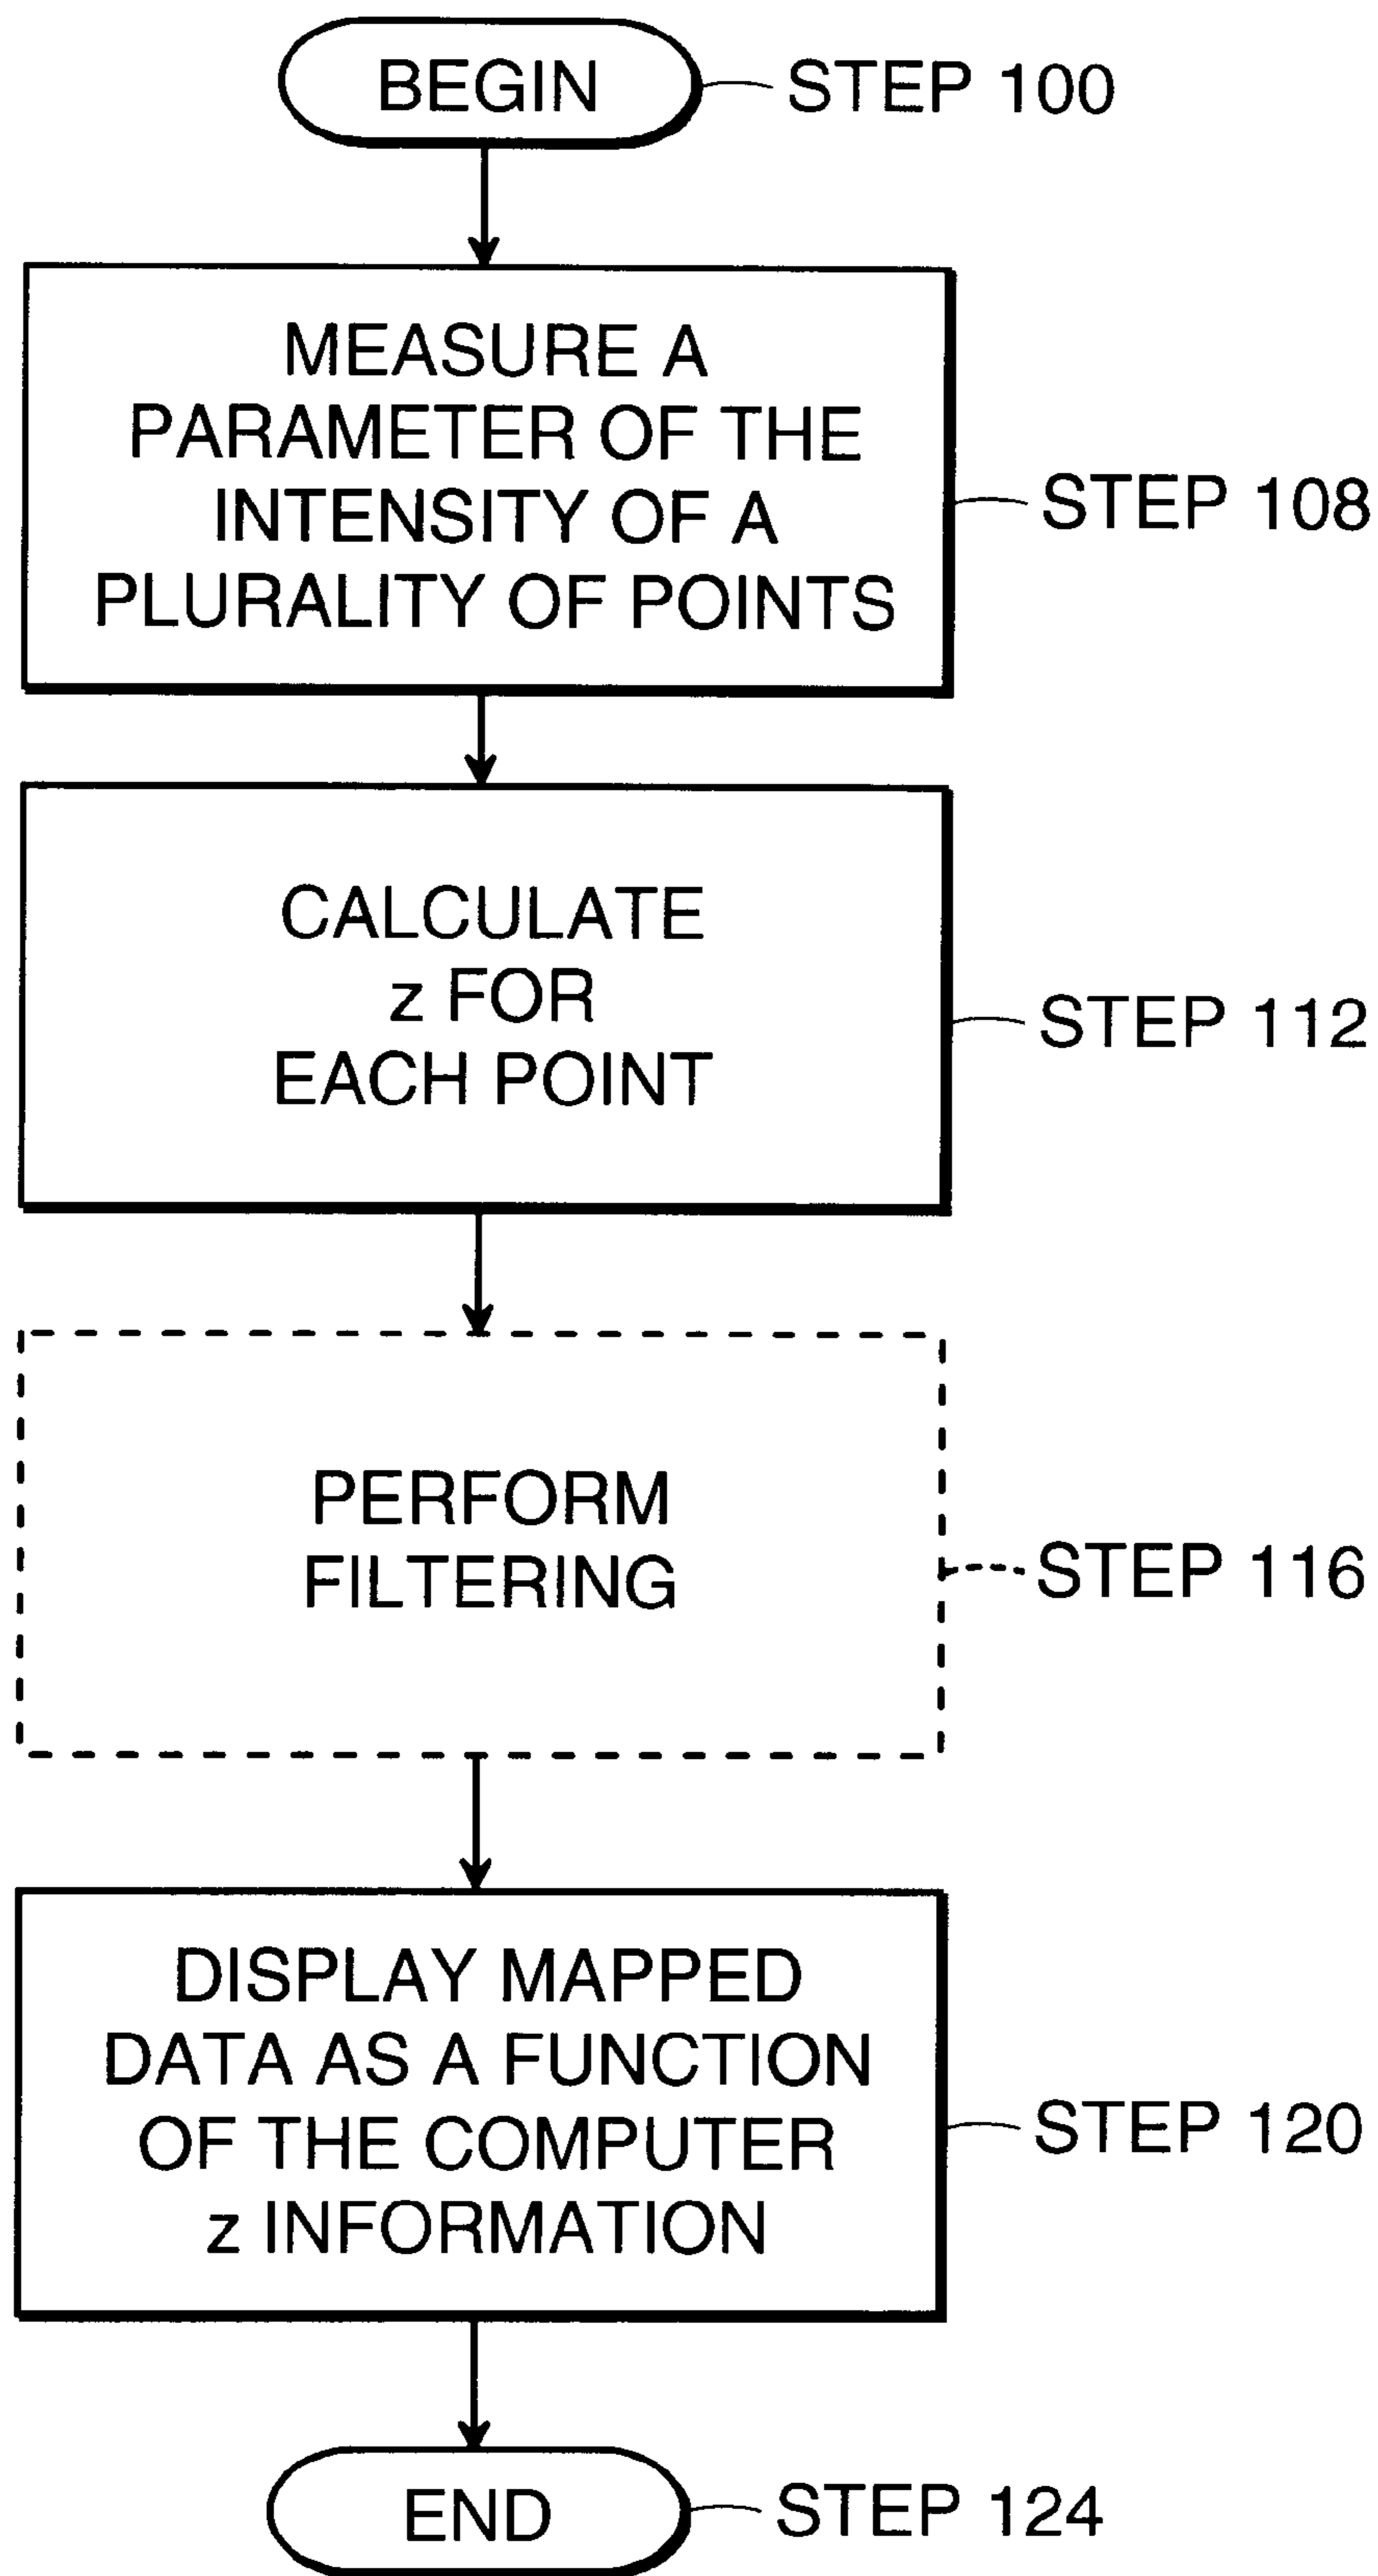 BEGIN
STEP 100
MEASURE A
PARAMETER OF THE
INTENSITY OF A
PLURALITY OF POINTS
STEP 108
CALCULATE
z FOR
EACH POINT
STEP 112
PERFORM
FILTERING
STEP 116
DISPLAY MAPPED
DATA AS A FUNCTION
OF THE COMPUTER
z INFORMATION
STEP 120
END
STEP 124